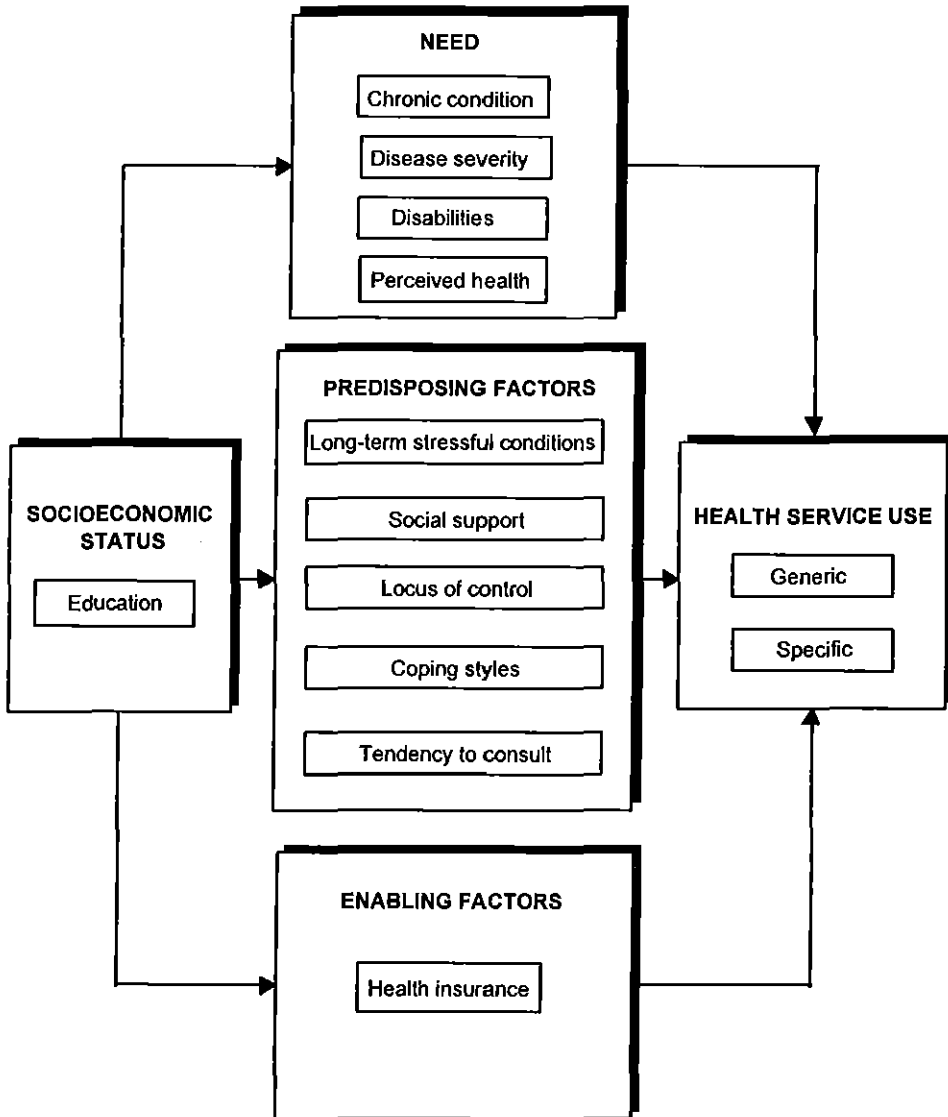 NEED
Chronic condition
Disease severity
Disabilities
Perceived health
PREDISPOSING FACTORS
Long-term stressful conditions
Social support
Locus of control
Coping styles
Tendency to consult
SOCIOECONOMIC
STATUS
Education
HEALTH SERVICE USE
Generic
Specific
ENABLING FACTORS
Health insurance